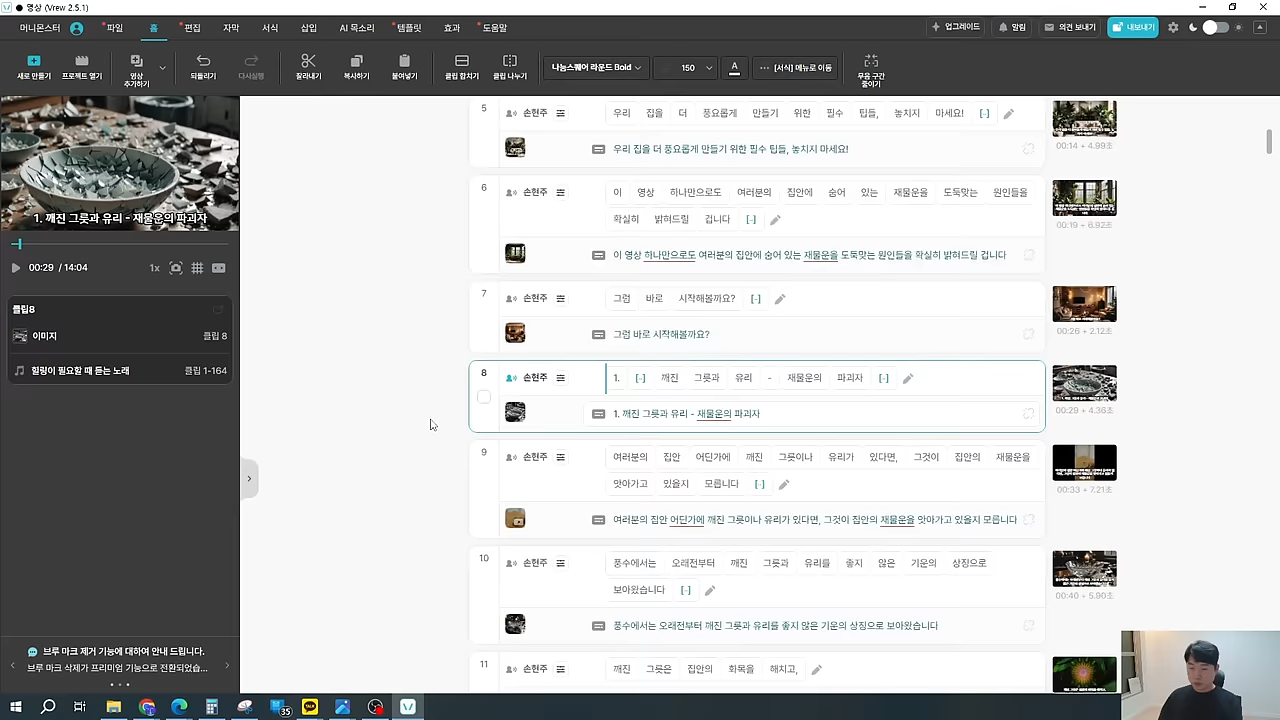 영상 (Vrew 2.5.1)
머니몬스터 파일 홈 편집 자막 서식 삽입 AI 목소리 템플릿 효과 도움말 업그레이드 알림 의견 보내기 내보내기
새로 만들기 프로젝트 열기 영상 추가하기 되돌리기 다시실행 잘라내기 복사하기 붙여넣기 클립 합치기 클립 나누기 나눔스퀘어 라운드 Bold 150 A [서식] 메뉴로 이동 무음 구간 줄이기
1. 깨진 그릇과 유리 - 재물운의 파괴자
00:29 / 14:04 1x
클립8
이미지 클립 8
힐링이 필요할 때 듣는 노래 클립 1-164
브루 마크 제거 기능에 대하여 안내 드립니다.
브루 마크 삭제가 프리미엄 기능으로 전환되었습...
5 손현주 우리 집을 더 풍요롭게 만들기 위한 필수 팁들, 놓치지 마세요! [··]
00:14 + 4.99초
우리 집을 더 풍요롭게 만들기 위한 필수 팁들, 놓치지 마세요!
6 손현주 이 영상 하나만으로도 여러분의 집안에 숨어 있는 재물운을 도둑맞는 원인들을
확실히 밝혀드릴 겁니다 [··]
00:19 + 6.92초
이 영상 하나만으로도 여러분의 집안에 숨어 있는 재물운을 도둑맞는 원인들을 확실히 밝혀드릴 겁니다
7 손현주 그럼 바로 시작해볼까요? [··]
00:26 + 2.12초
그럼 바로 시작해볼까요?
8 손현주 1. [··] 깨진 그릇과 유리 - 재물운의 파괴자 [··]
00:29 + 4.36초
1. 깨진 그릇과 유리 - 재물운의 파괴자
9 손현주 여러분의 집안 어딘가에 깨진 그릇이나 유리가 있다면, 그것이 집안의 재물운을
앗아가고 있을지 모릅니다 [··]
00:33 + 7.21초
여러분의 집안 어딘가에 깨진 그릇이나 유리가 있다면, 그것이 집안의 재물운을 앗아가고 있을지 모릅니다
10 손현주 풍수에서는 오래전부터 깨진 그릇과 유리를 좋지 않은 기운의 상징으로
보아왔습니다 [··]
00:40 + 5.90초
풍수에서는 오래전부터 깨진 그릇과 유리를 좋지 않은 기운의 상징으로 보아왔습니다
11 손현주 깨진 그릇은 집안의 화목을 해치고,
35